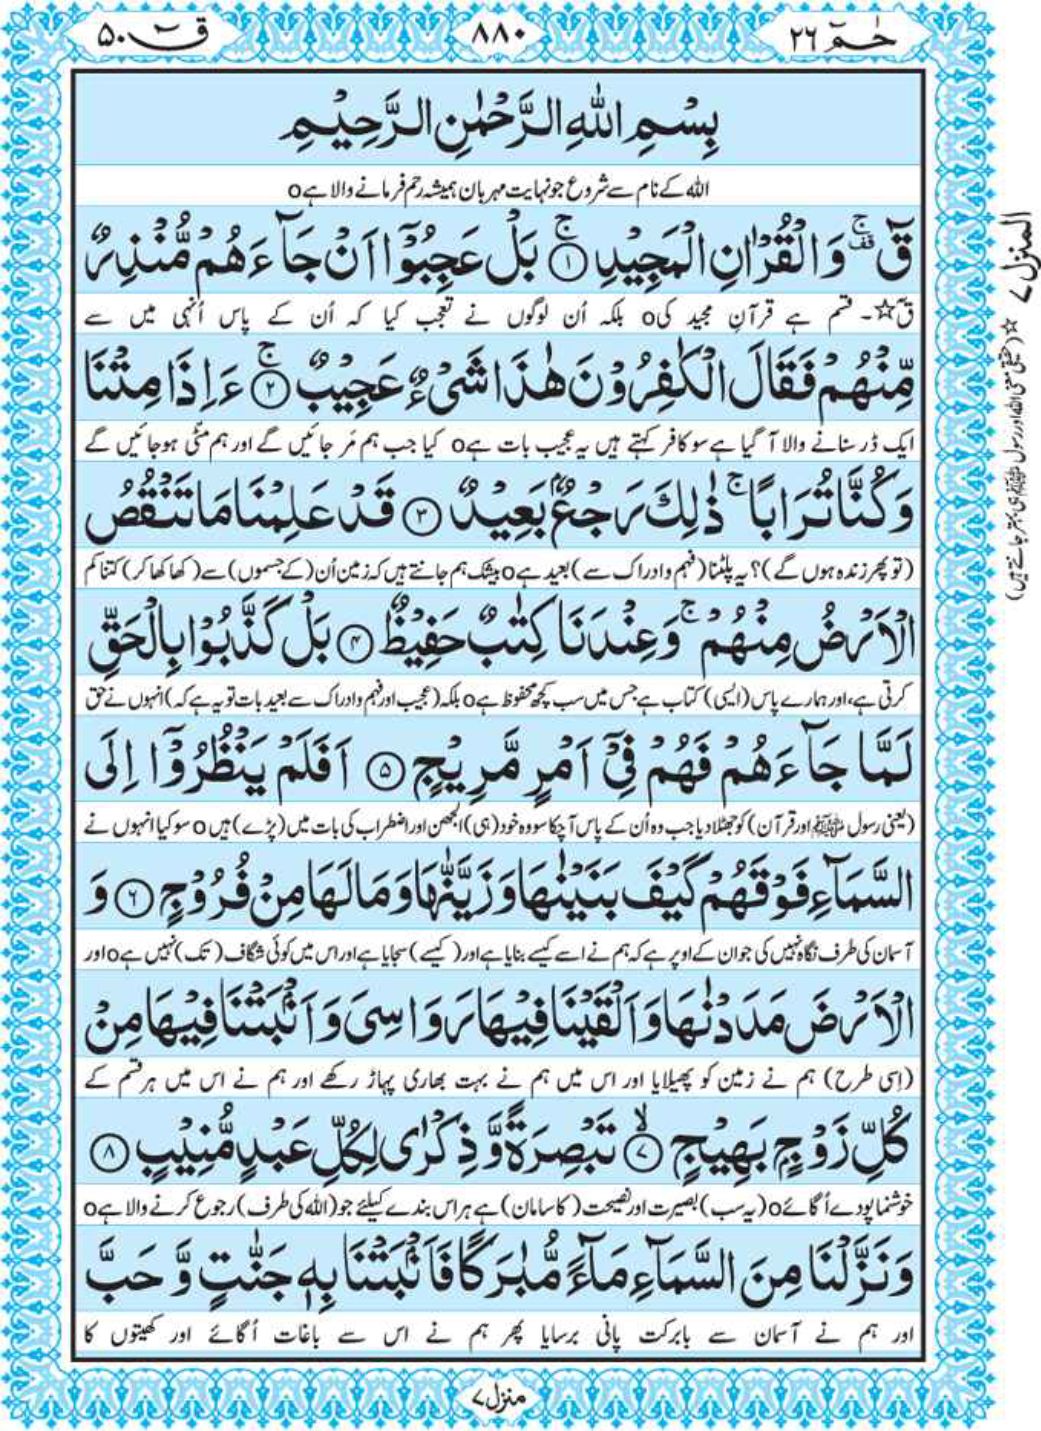 حٰمٓ ٢٦
٨٨٠
قٓ ٥٠
بِسْمِ اللّٰهِ الرَّحْمٰنِ الرَّحِيْمِ
اللہ کے نام سے شروع جو نہایت مہربان ہمیشہ رحم فرمانے والا ہے o
قٓ ۚ۟ وَالْقُرْاٰنِ الْمَجِيْدِ ۚ﴿١﴾ بَلْ عَجِبُوْۤا اَنْ جَآءَهُمْ مُّنْذِرٌ
ق ☆۔ قسم ہے قرآنِ مجید کی o بلکہ اُن لوگوں نے تعجب کیا کہ اُن کے پاس اُنہی میں سے
مِّنْهُمْ فَقَالَ الْكٰفِرُوْنَ هٰذَا شَیْءٌ عَجِيْبٌ ۚ﴿٢﴾ ءَاِذَا مِتْنَا
ایک ڈر سنانے والا آ گیا ہے سو کافر کہتے ہیں یہ عجیب بات ہے o کیا جب ہم مَر جائیں گے اور ہم مٹی ہو جائیں گے
وَكُنَّا تُرَابًا ۚ ذٰلِكَ رَجْعٌۢ بَعِيْدٌ ﴿٣﴾ قَدْ عَلِمْنَا مَا تَنْقُصُ
(تو پھر زندہ ہوں گے)؟ یہ پلٹنا (فہم و ادراک سے) بعید ہے o بیشک ہم جانتے ہیں کہ زمین اُن (کے جسموں) سے (کھا کھا کر) کتنا کم
الْاَرْضُ مِنْهُمْ ۚ وَعِنْدَنَا كِتٰبٌ حَفِيْظٌ ﴿٤﴾ بَلْ كَذَّبُوْا بِالْحَقِّ
کرتی ہے، اور ہمارے پاس (ایسی) کتاب ہے جس میں سب کچھ محفوظ ہے o بلکہ (عجیب اور فہم و ادراک سے بعید بات تو یہ ہے کہ) انہوں نے حق
لَمَّا جَآءَهُمْ فَهُمْ فِیْۤ اَمْرٍ مَّرِيْجٍ ﴿٥﴾ اَفَلَمْ يَنْظُرُوْۤا اِلَی
(یعنی رسول ﷺ اور قرآن) کو جھٹلا دیا جب وہ اُن کے پاس آ چکا سو وہ خود (ہی) الجھن اور اضطراب کی بات میں (پڑے) ہیں o سو کیا انہوں نے
السَّمَآءِ فَوْقَهُمْ كَيْفَ بَنَيْنٰهَا وَزَيَّنّٰهَا وَمَا لَهَا مِنْ فُرُوْجٍ ﴿٦﴾ وَ
آسمان کی طرف نگاہ نہیں کی جو ان کے اوپر ہے کہ ہم نے اسے کیسے بنایا ہے اور (کیسے) سجایا ہے اور اس میں کوئی شگاف (تک) نہیں ہے o اور
الْاَرْضَ مَدَدْنٰهَا وَاَلْقَيْنَا فِيْهَا رَوَاسِیَ وَاَنْۢبَتْنَا فِيْهَا مِنْ
(اِسی طرح) ہم نے زمین کو پھیلایا اور اس میں ہم نے بہت بھاری پہاڑ رکھے اور ہم نے اس میں ہر قسم کے
كُلِّ زَوْجٍۭ بَهِيْجٍ ۙ﴿٧﴾ تَبْصِرَةً وَّذِكْرٰی لِكُلِّ عَبْدٍ مُّنِيْبٍ ﴿٨﴾
خوشنما پودے اُگائے o (یہ سب) بصیرت اور نصیحت (کا سامان) ہے ہر اس بندے کیلئے جو (اللہ کی طرف) رجوع کرنے والا ہے o
وَنَزَّلْنَا مِنَ السَّمَآءِ مَآءً مُّبٰرَكًا فَاَنْۢبَتْنَا بِهٖ جَنّٰتٍ وَّحَبَّ
اور ہم نے آسمان سے بابرکت پانی برسایا پھر ہم نے اس سے باغات اُگائے اور کھیتوں کا
منزل ٧
المنزل ٧
☆ (حقیقی معنی اللہ اور رسول ﷺ ہی بہتر جانتے ہیں)